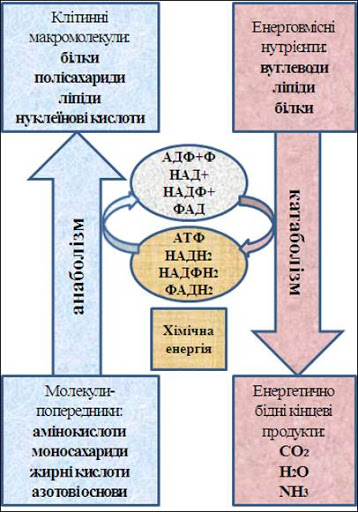 Клітинні
макромолекули:
білки
полісахариди
ліпіди
нуклеїнові кислоти
Енерговмісні
нутрієнти:
вуглеводи
ліпіди
білки
анаболізм
АДФ+Ф
НАД+
НАДФ+
ФАД
АТФ
НАДН2
НАДФН2
ФАДН2
Хімічна
енергія
катаболізм
Молекули-
попередники:
амінокислоти
моносахариди
жирні кислоти
азотові основи
Енергетично
бідні кінцеві
продукти:
CO2
H2O
NH3